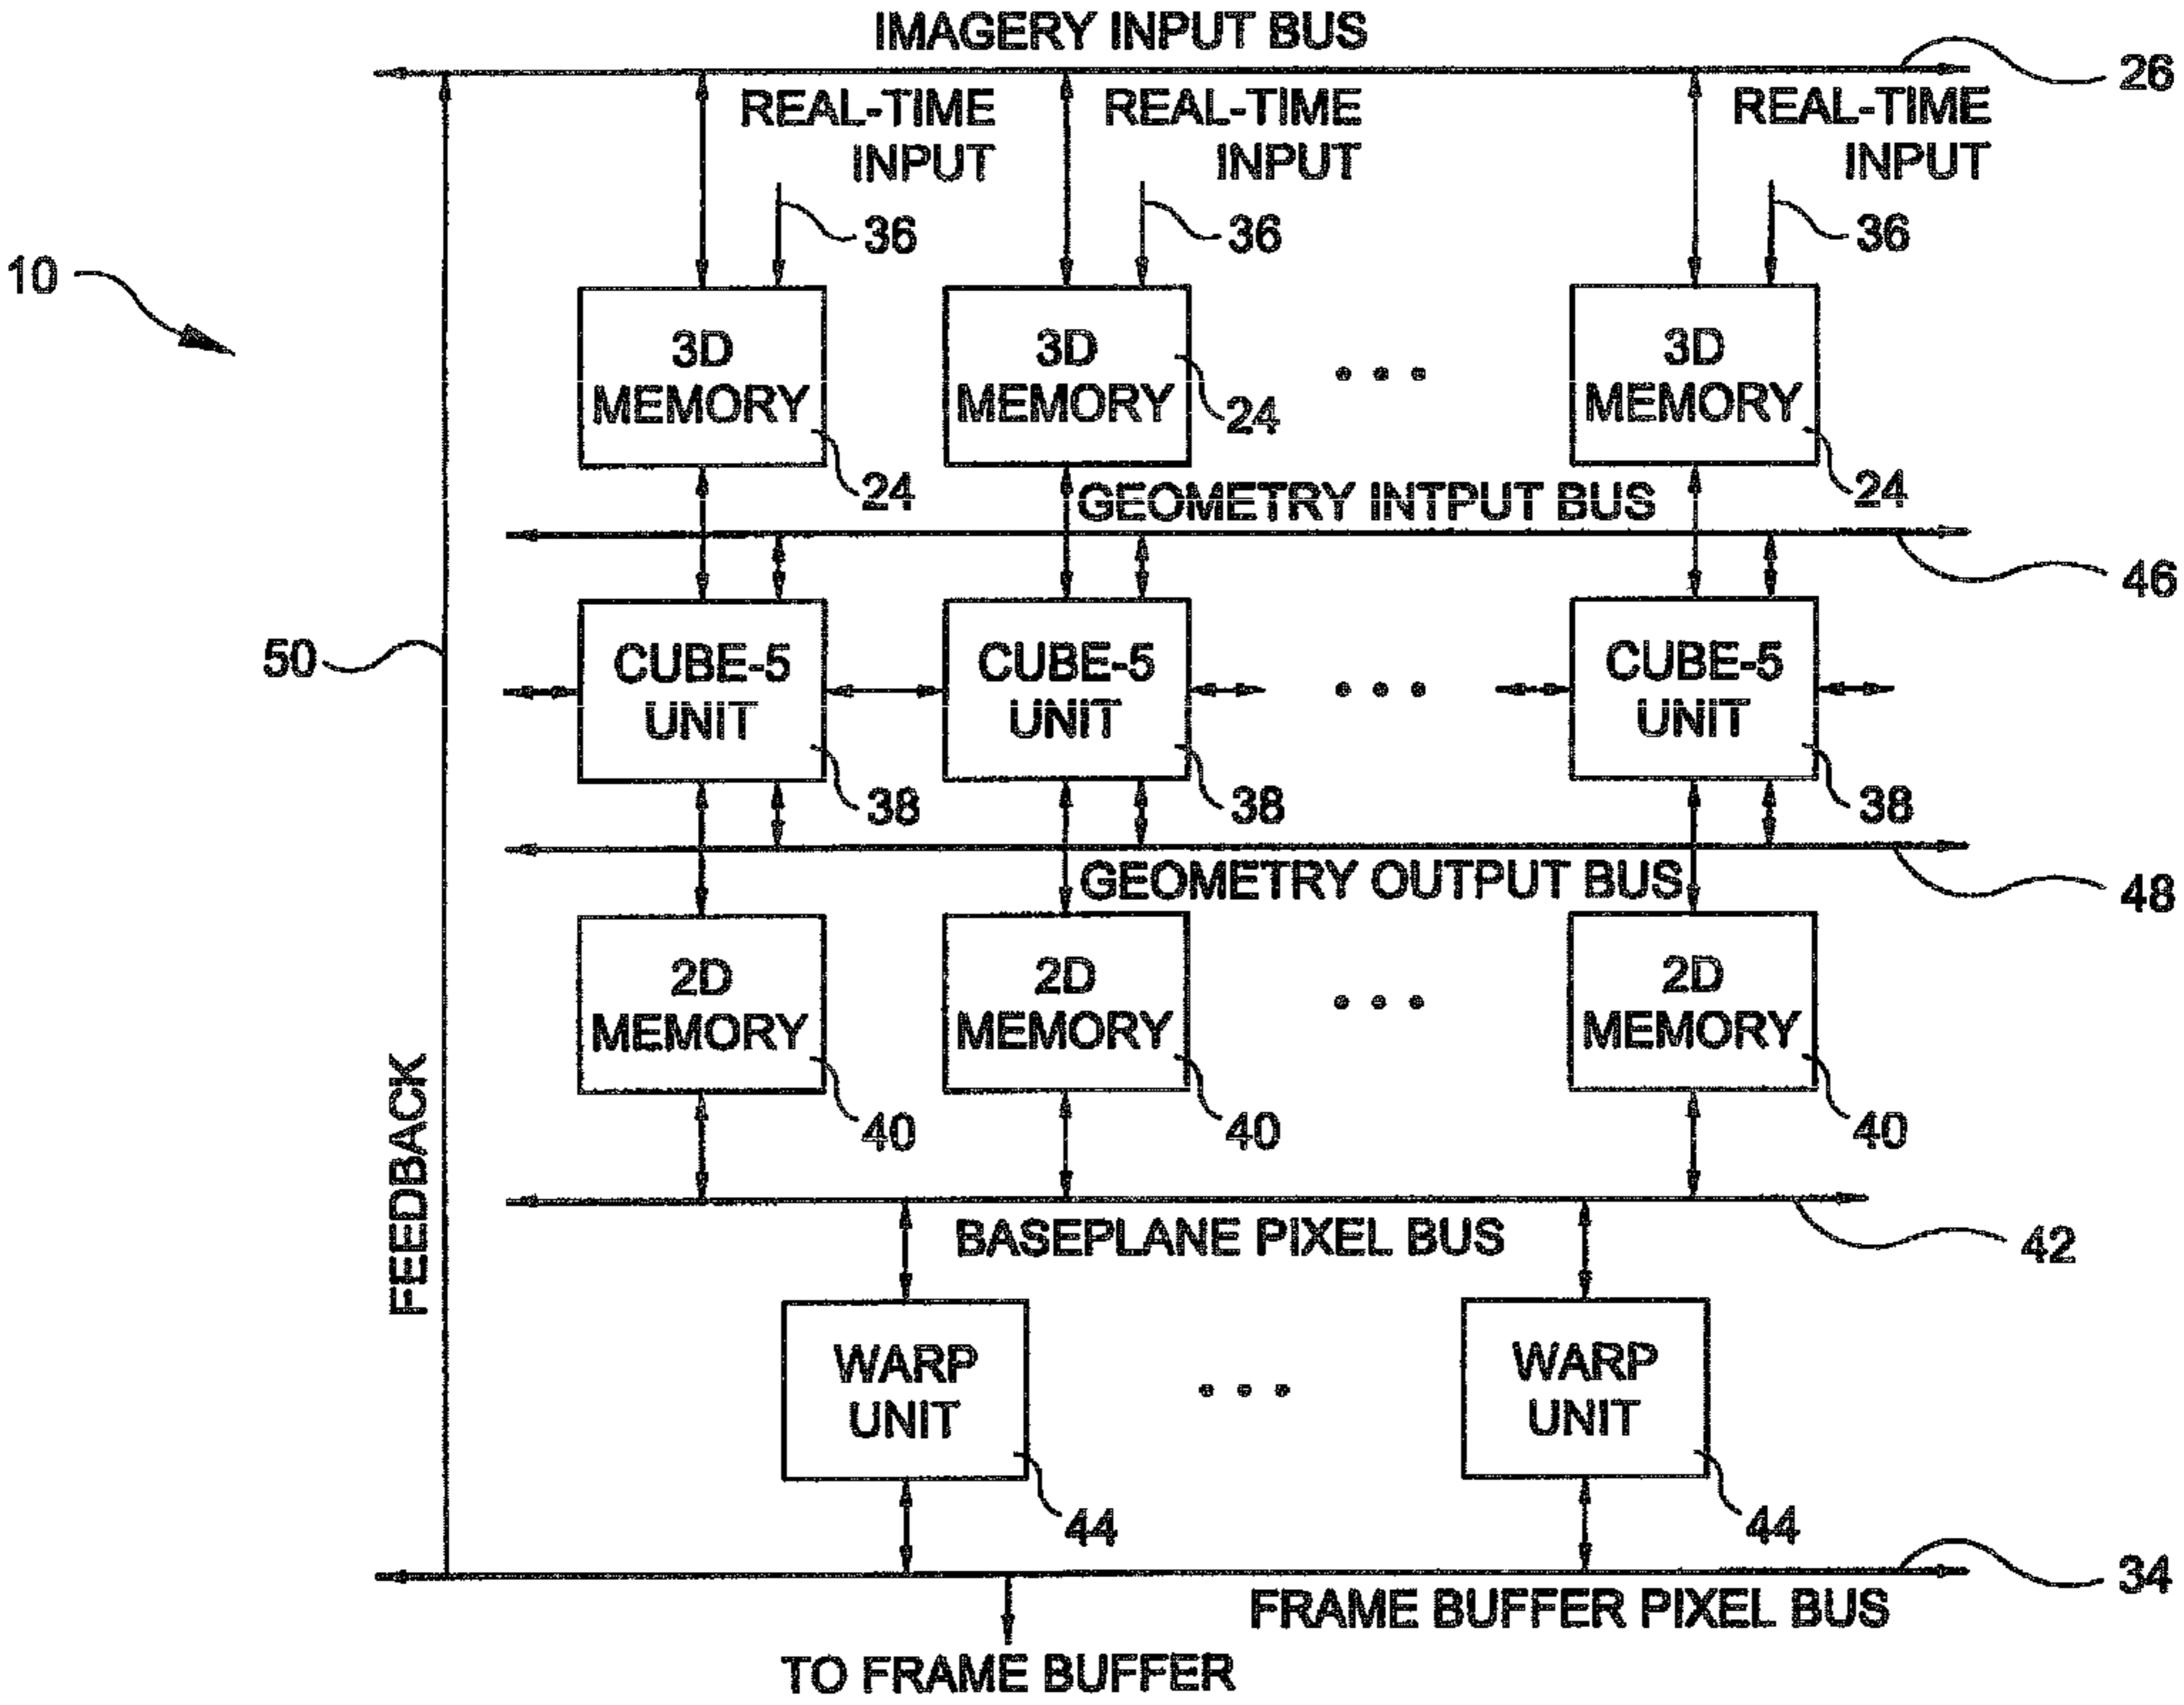 IMAGERY INPUT BUS
26
REAL-TIME INPUT
REAL-TIME INPUT
REAL-TIME INPUT
36
36
36
10
3D MEMORY
3D MEMORY
3D MEMORY
24
24
24
GEOMETRY INTPUT BUS
46
50
CUBE-5 UNIT
CUBE-5 UNIT
CUBE-5 UNIT
38
38
38
GEOMETRY OUTPUT BUS
48
2D MEMORY
2D MEMORY
2D MEMORY
40
40
40
FEEDBACK
BASEPLANE PIXEL BUS
42
WARP UNIT
WARP UNIT
44
44
34
FRAME BUFFER PIXEL BUS
TO FRAME BUFFER